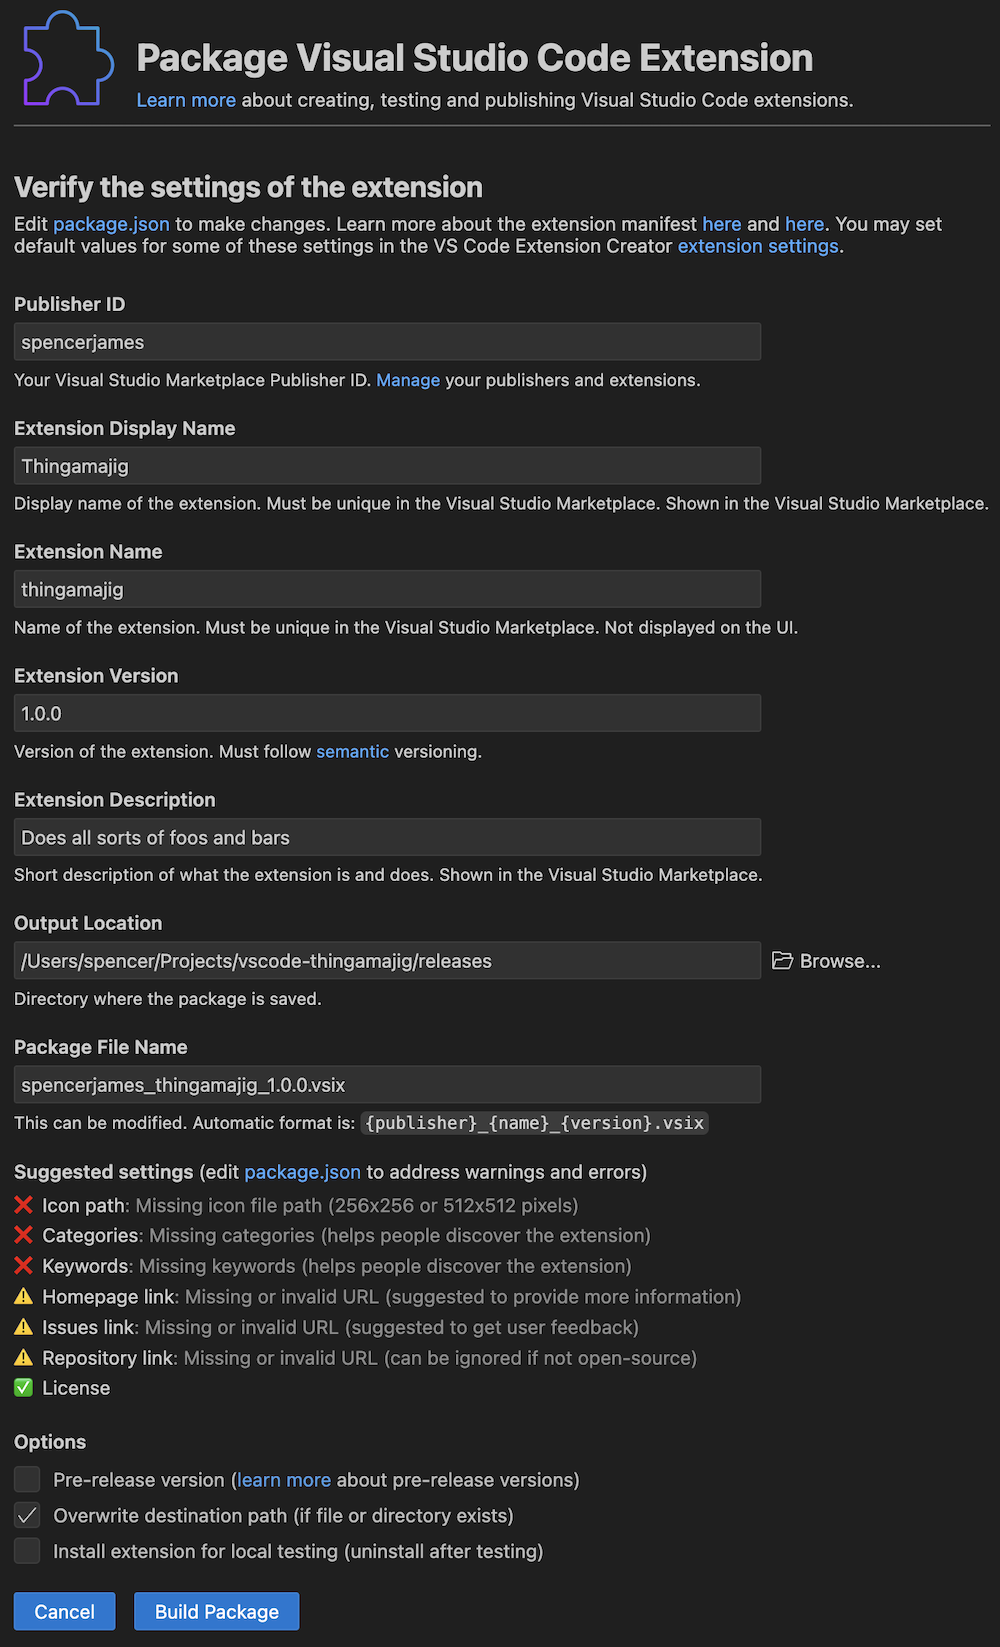 Package Visual Studio Code Extension
Learn more about creating, testing and publishing Visual Studio Code extensions.
Verify the settings of the extension
Edit package.json to make changes. Learn more about the extension manifest here and here. You may set
default values for some of these settings in the VS Code Extension Creator extension settings.
Publisher ID
spencerjames
Your Visual Studio Marketplace Publisher ID. Manage your publishers and extensions.
Extension Display Name
Thingamajig
Display name of the extension. Must be unique in the Visual Studio Marketplace. Shown in the Visual Studio Marketplace.
Extension Name
thingamajig
Name of the extension. Must be unique in the Visual Studio Marketplace. Not displayed on the UI.
Extension Version
1.0.0
Version of the extension. Must follow semantic versioning.
Extension Description
Does all sorts of foos and bars
Short description of what the extension is and does. Shown in the Visual Studio Marketplace.
Output Location
/Users/spencer/Projects/vscode-thingamajig/releases
Browse...
Directory where the package is saved.
Package File Name
spencerjames_thingamajig_1.0.0.vsix
This can be modified. Automatic format is: {publisher}_{name}_{version}.vsix
Suggested settings (edit package.json to address warnings and errors)
❌ Icon path: Missing icon file path (256x256 or 512x512 pixels)
❌ Categories: Missing categories (helps people discover the extension)
❌ Keywords: Missing keywords (helps people discover the extension)
⚠️ Homepage link: Missing or invalid URL (suggested to provide more information)
⚠️ Issues link: Missing or invalid URL (suggested to get user feedback)
⚠️ Repository link: Missing or invalid URL (can be ignored if not open-source)
✅ License
Options
Pre-release version (learn more about pre-release versions)
Overwrite destination path (if file or directory exists)
Install extension for local testing (uninstall after testing)
Cancel
Build Package